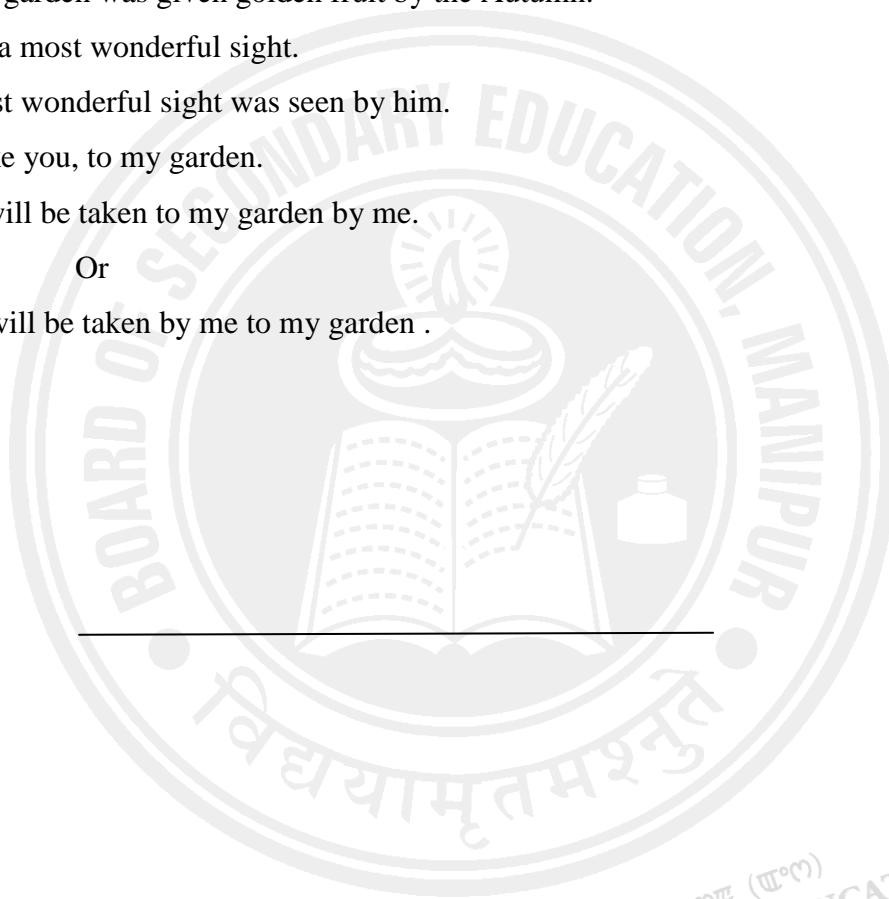 garden was given golden fruit by the Autumn.
a most wonderful sight.
st wonderful sight was seen by him.
ke you, to my garden.
will be taken to my garden by me.
Or
will be taken by me to my garden .
BOARD OF SECONDARY EDUCATION, MANIPUR
विद्ययामृतमश्नुते